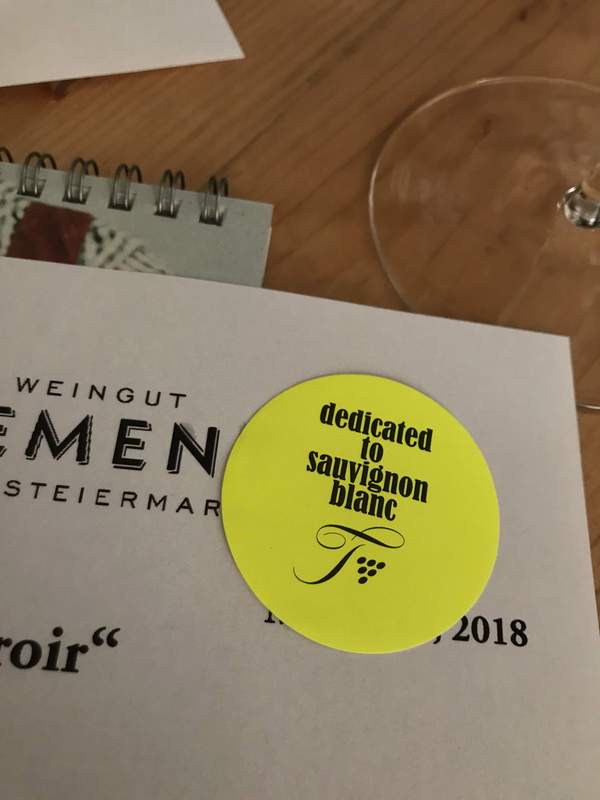 WEINGUT
EMEN
STEIERMAR
dedicated
to
sauvignon
blanc
T
roir“
, 2018